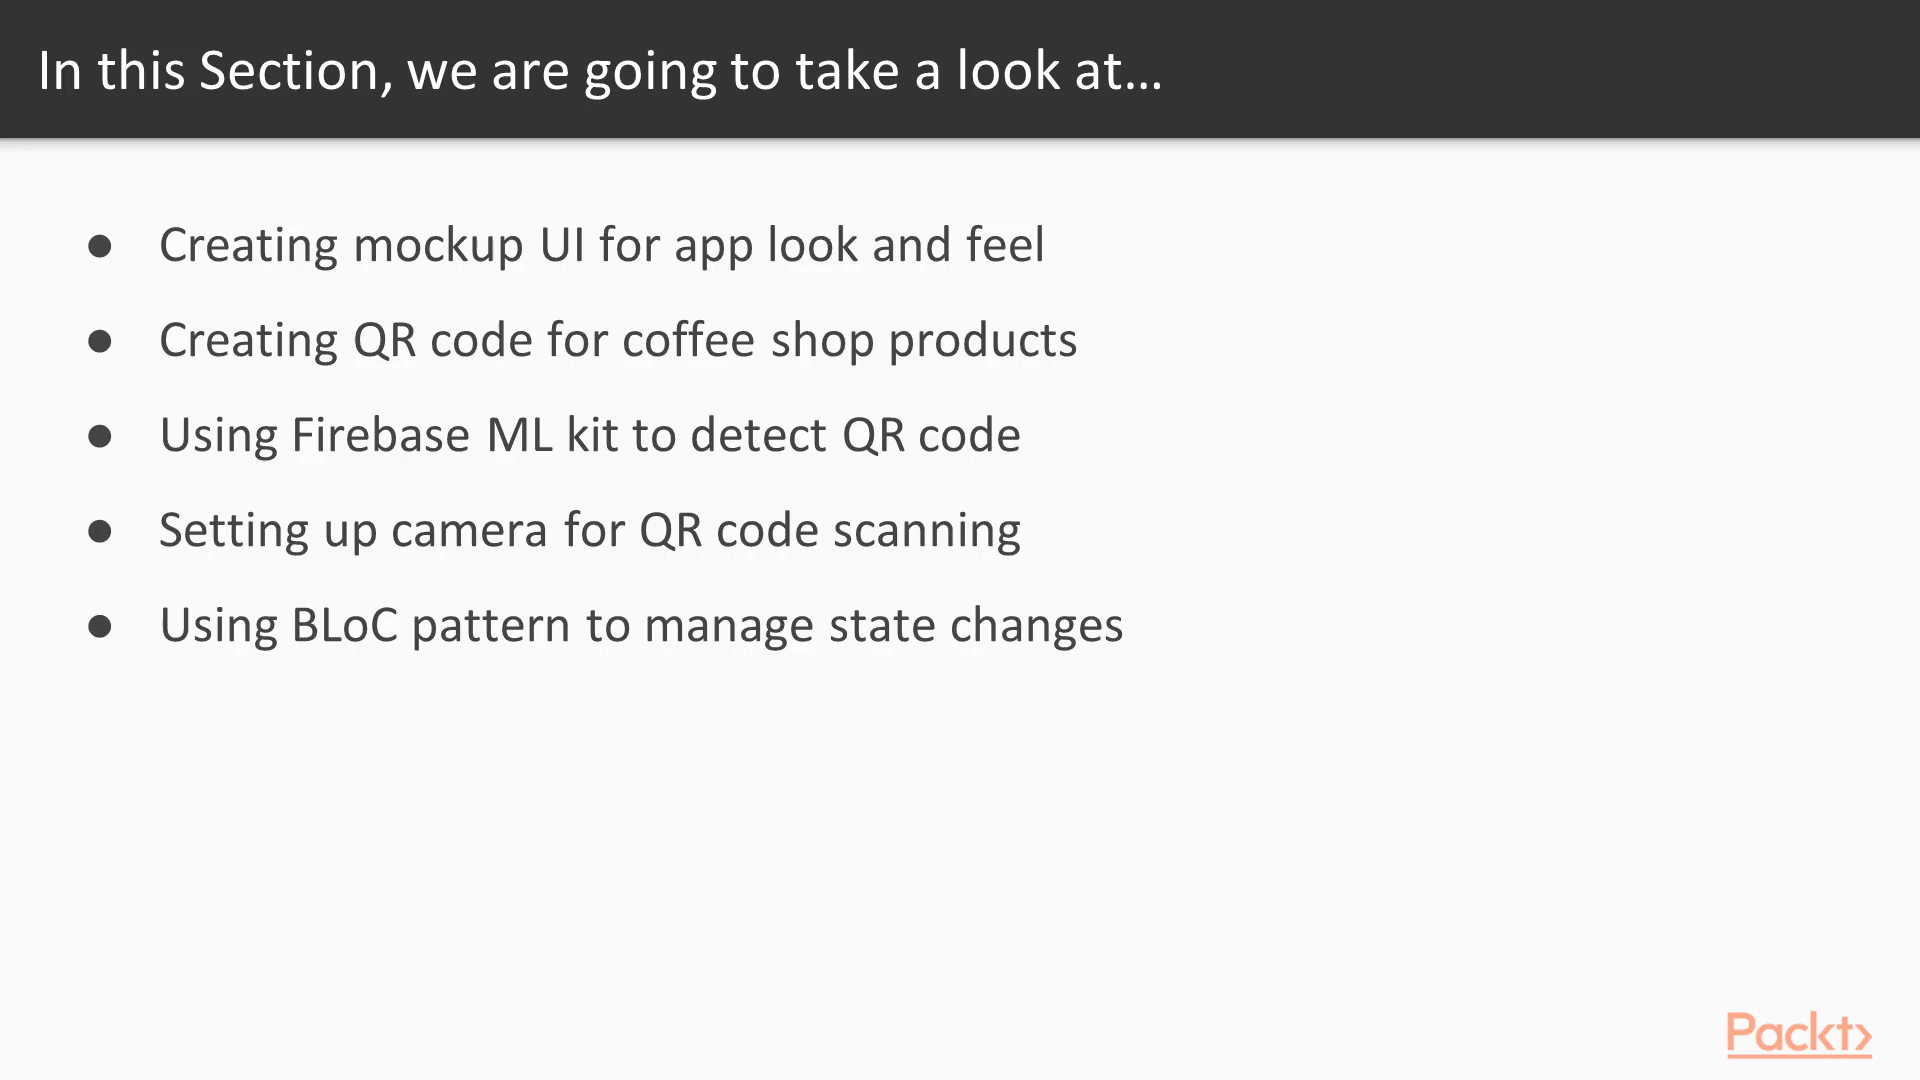 In this Section, we are going to take a look at…
● Creating mockup UI for app look and feel
● Creating QR code for coffee shop products
● Using Firebase ML kit to detect QR code
● Setting up camera for QR code scanning
● Using BLoC pattern to manage state changes
Packt>